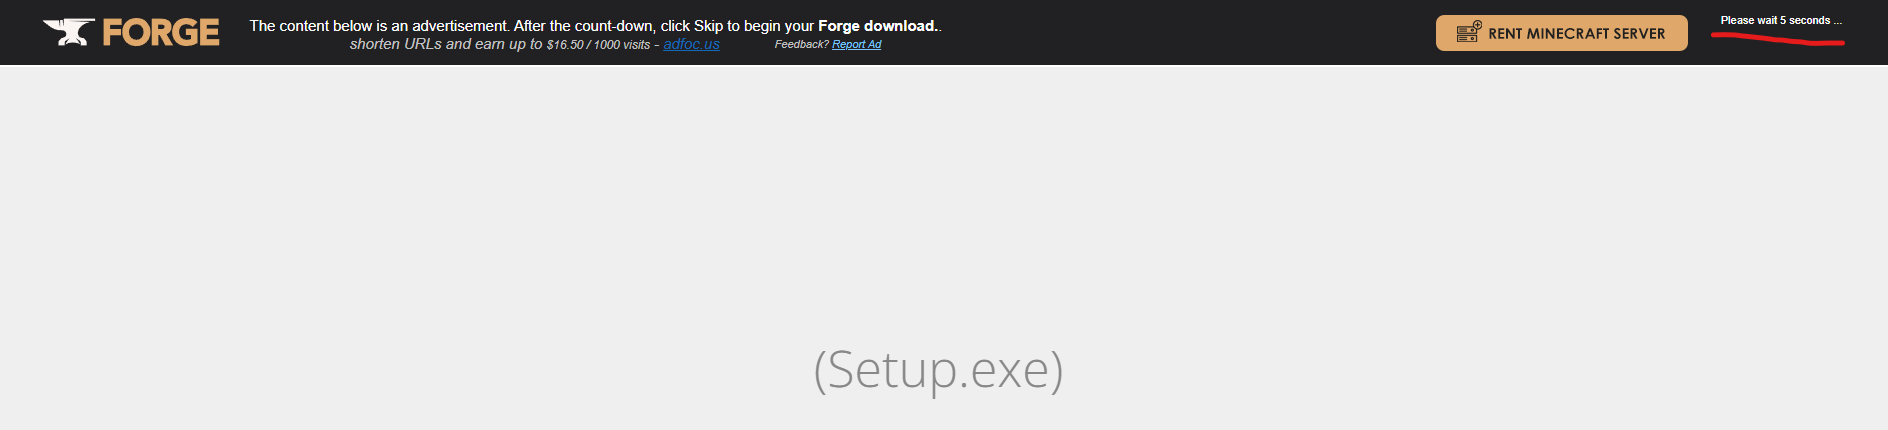 FORGE
The content below is an advertisement. After the count-down, click Skip to begin your Forge download..
shorten URLs and earn up to $16.50 / 1000 visits - adfoc.us
Feedback? Report Ad
RENT MINECRAFT SERVER
Please wait 5 seconds ...
(Setup.exe)